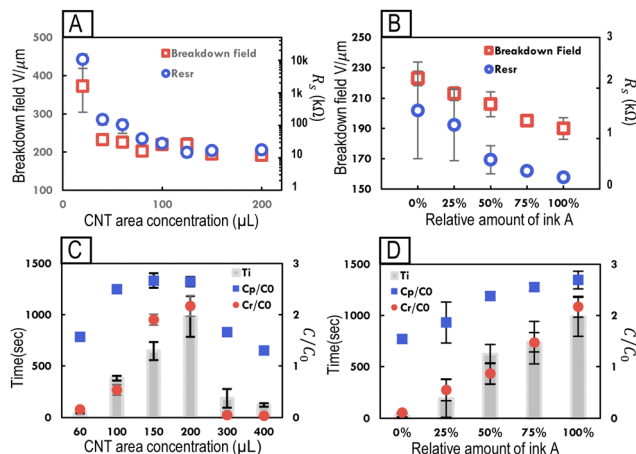 A
Breakdown field V/μm
500
400
300
200
100
Breakdown field
Resr
10k
1k
100
10
1
Rs (kΩ)
0
50
100
150
200
CNT area concentration (μL)
B
Breakdown field V/μm
250
230
210
190
170
150
Breakdown Field
Resr
3
2
1
0
Rs (kΩ)
0%
25%
50%
75%
100%
Relative amount of ink A
C
Time(sec)
1500
1000
500
0
Ti
Cp/C0
Cr/C0
3
2
1
0
C/C0
60
100
150
200
300
400
CNT area concentration (μL)
D
Time(sec)
1500
1000
500
0
Ti
Cp/C0
Cr/C0
3
2
1
0
C/C0
0%
25%
50%
75%
100%
Relative amount of ink A